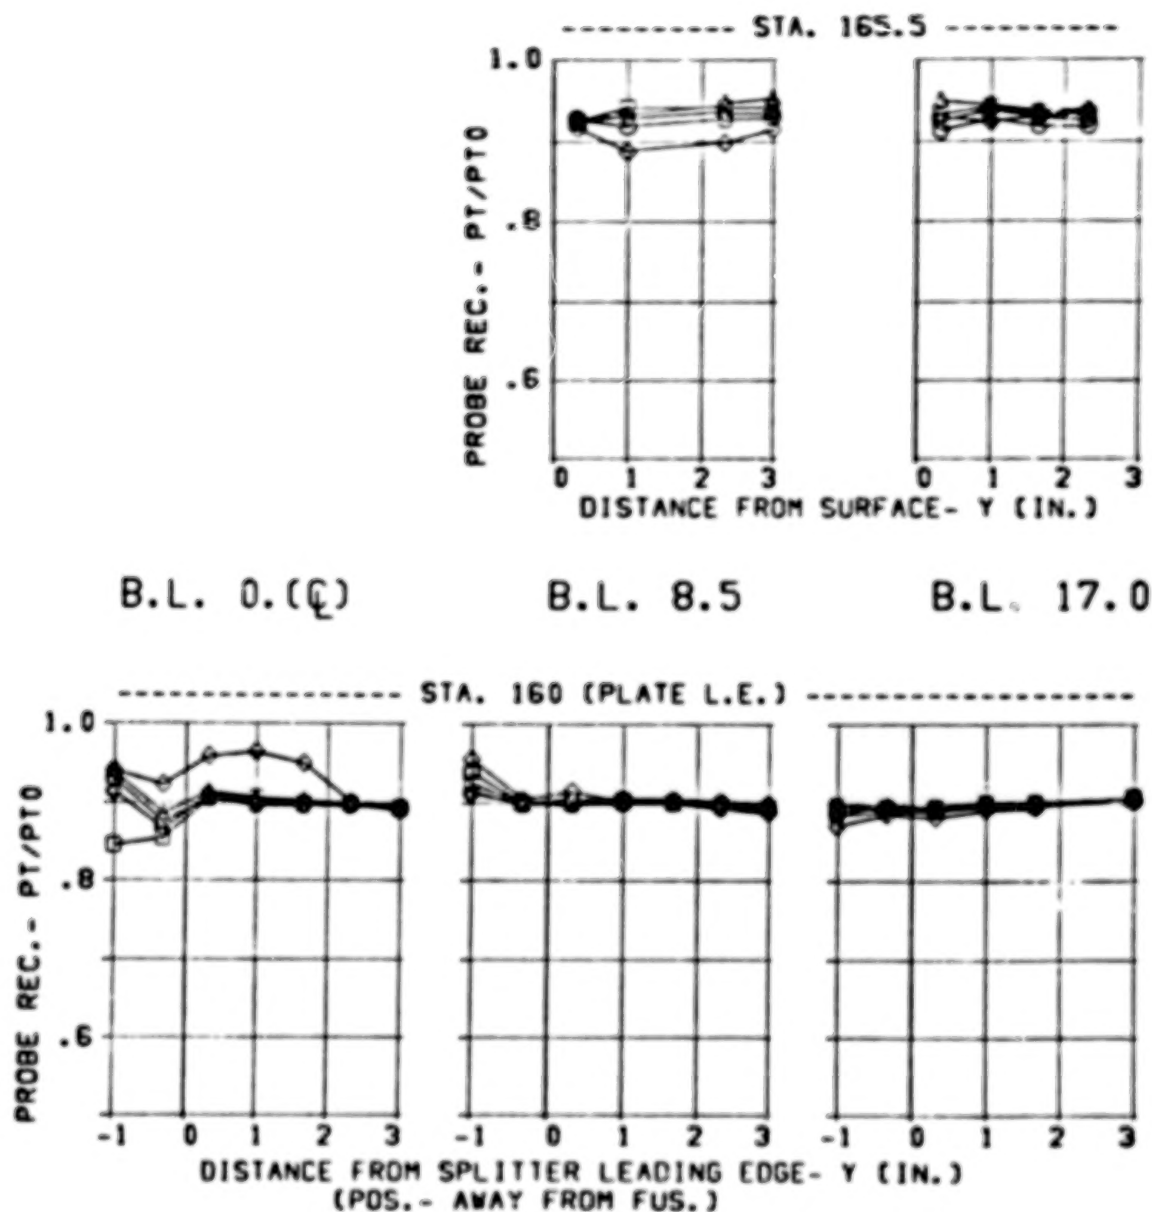 ---------- STA. 165.5 ----------
1.0
.8
.6
PROBE REC.- PT/PTO
0 1 2 3 0 1 2 3
DISTANCE FROM SURFACE- Y (IN.)
B.L. 0.(℄) B.L. 8.5 B.L. 17.0
---------------- STA. 160 (PLATE L.E.) ------------------
1.0
.8
.6
PROBE REC.- PT/PTO
-1 0 1 2 3 -1 0 1 2 3 -1 0 1 2 3
DISTANCE FROM SPLITTER LEADING EDGE- Y (IN.)
(POS.- AWAY FROM FUS.)